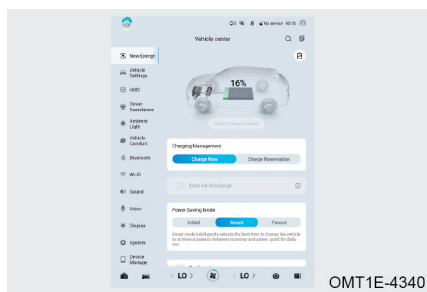 No service 10:18
Vehicle center
New Energy
Vehicle
Settings
HUD
Driver
Assistance
Ambient
Light
Vehicle
Comfort
Bluetooth
Wi-Fi
Sound
Voice
Display
System
Device
Manage
16%
Charging Management
Charge Now
Charge Reservation
External Discharge
Power Saving Mode
Initial
Smart
Forced
Smart mode intelligently selects the best time to charge the vehicle
to achieve a balance between economy and power, good for daily
use.
LO
LO
OMT1E-4340